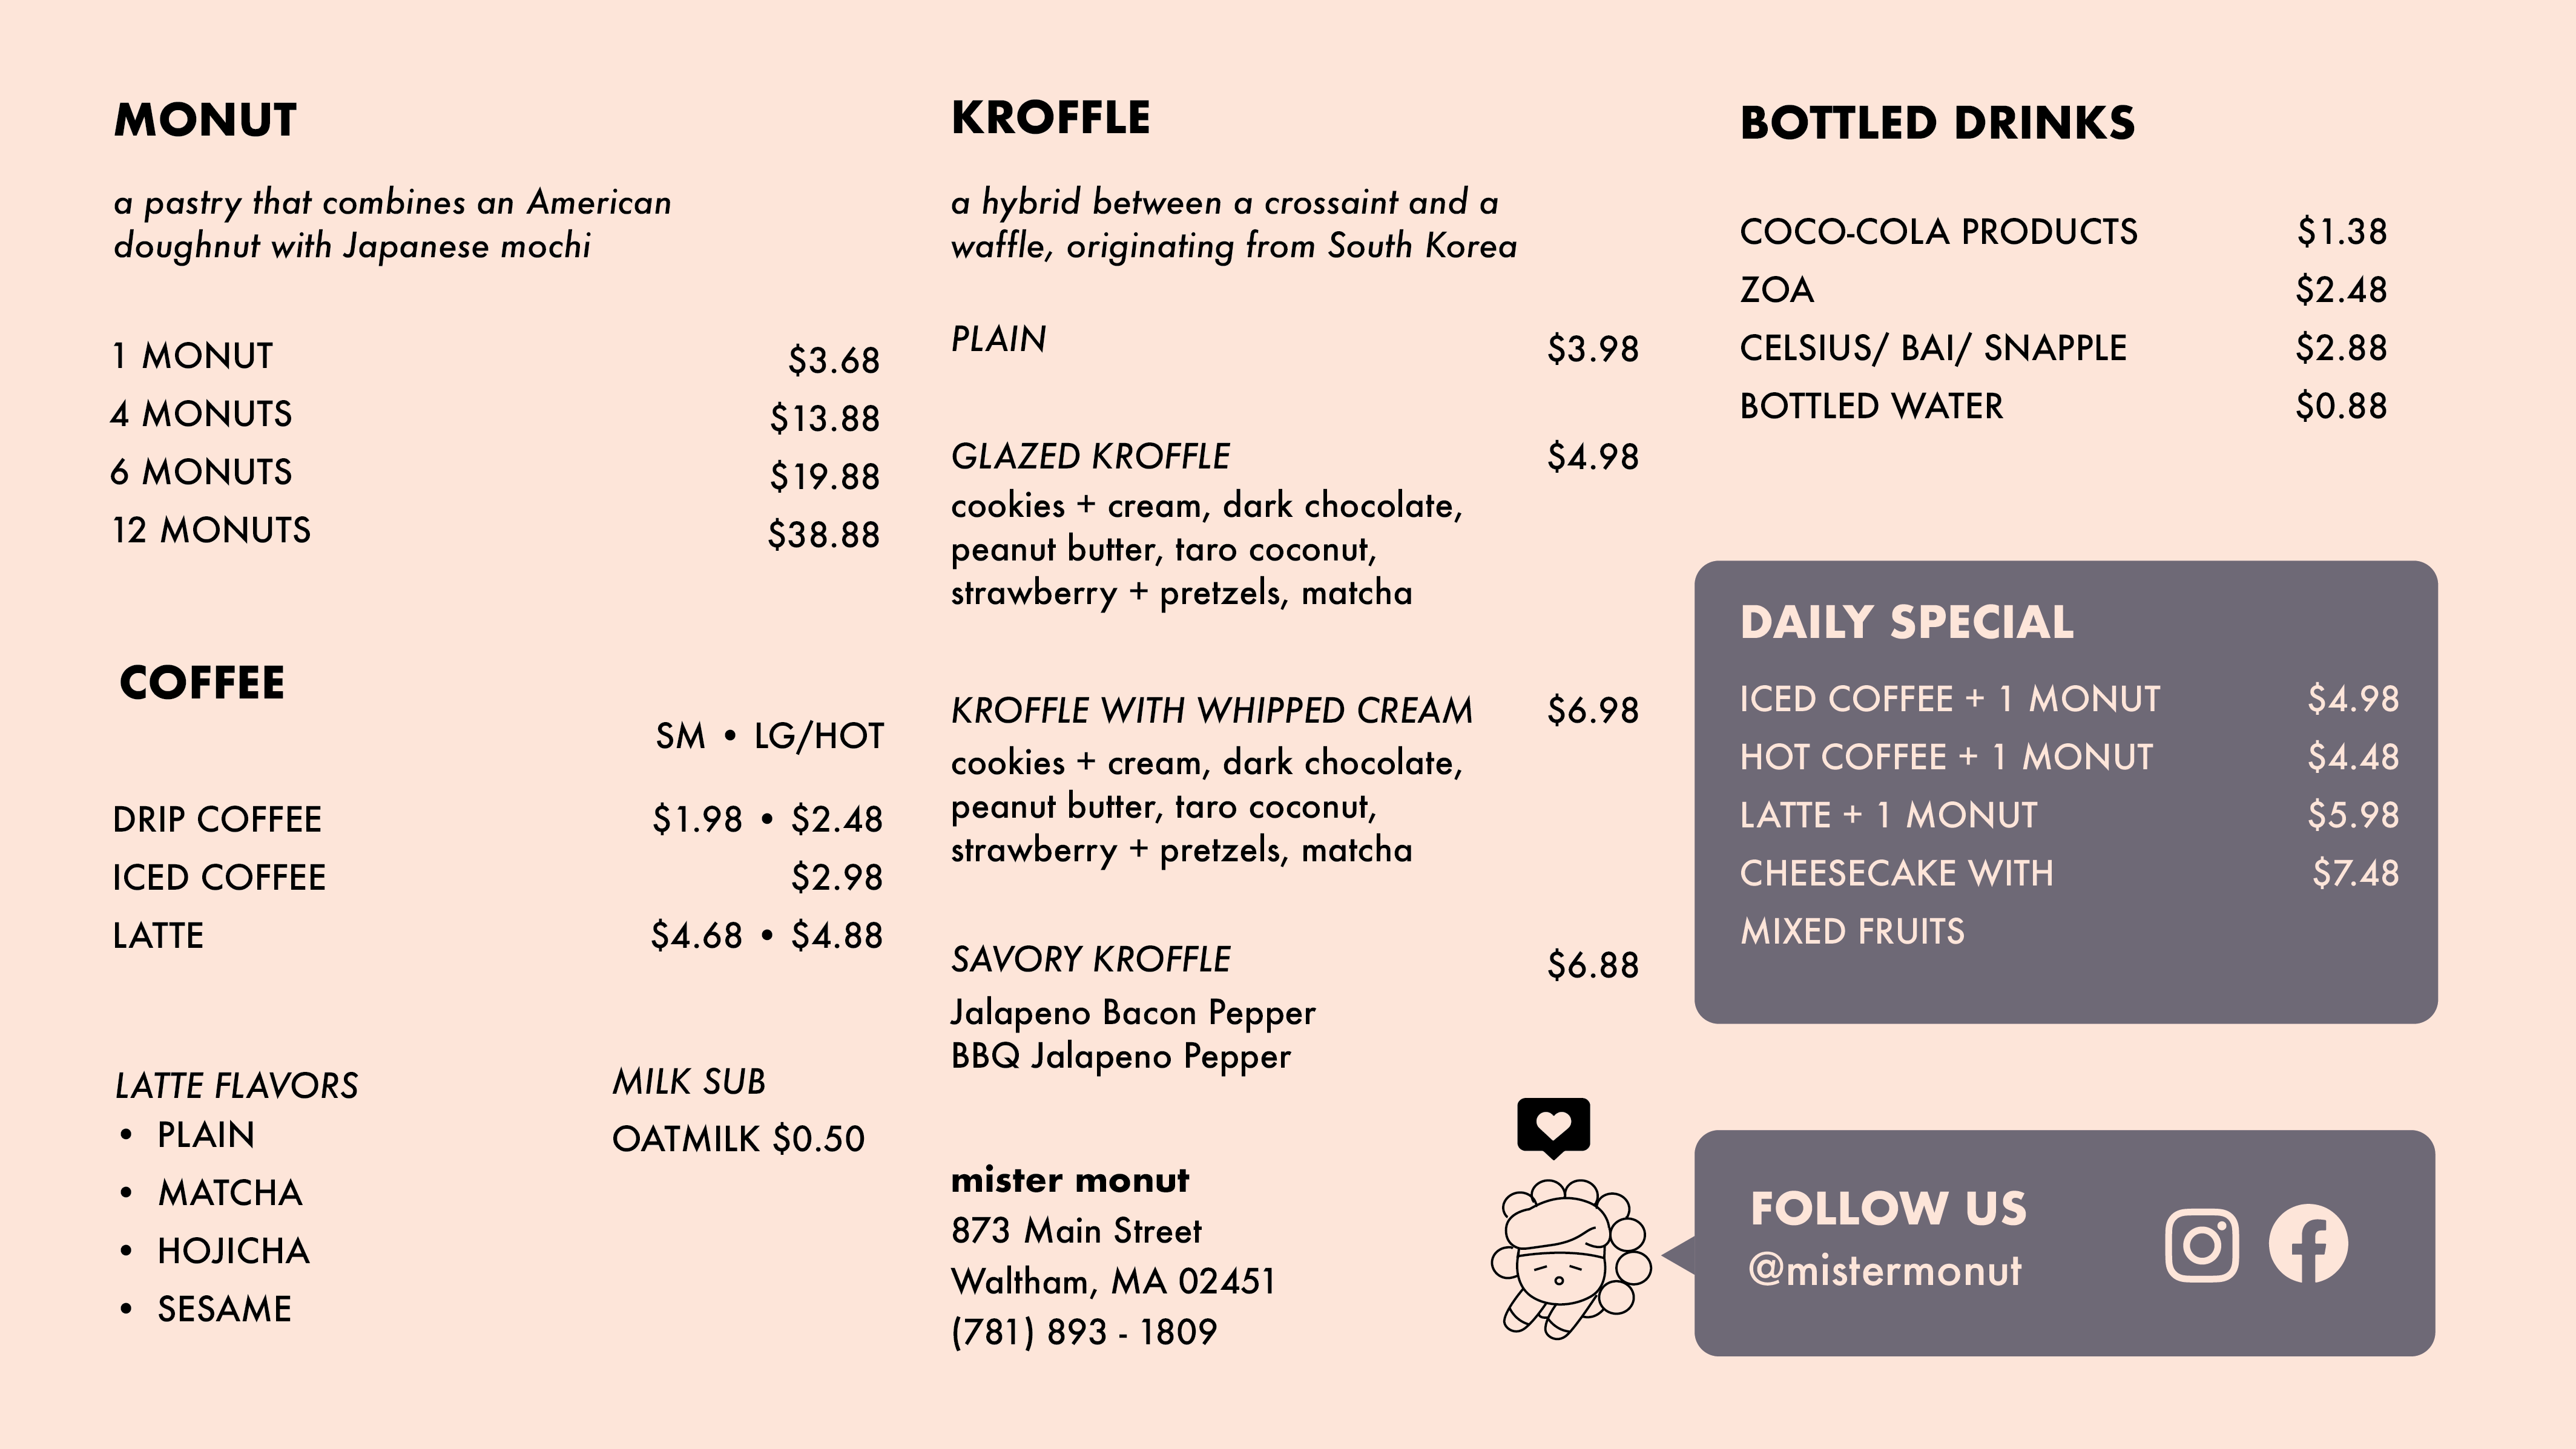 MONUT
a pastry that combines an American
doughnut with Japanese mochi
1 MONUT $3.68
4 MONUTS $13.88
6 MONUTS $19.88
12 MONUTS $38.88
COFFEE
SM • LG/HOT
DRIP COFFEE $1.98 • $2.48
ICED COFFEE $2.98
LATTE $4.68 • $4.88
LATTE FLAVORS
• PLAIN
• MATCHA
• HOJICHA
• SESAME
MILK SUB
OATMILK $0.50
KROFFLE
a hybrid between a crossaint and a
waffle, originating from South Korea
PLAIN $3.98
GLAZED KROFFLE $4.98
cookies + cream, dark chocolate,
peanut butter, taro coconut,
strawberry + pretzels, matcha
KROFFLE WITH WHIPPED CREAM $6.98
cookies + cream, dark chocolate,
peanut butter, taro coconut,
strawberry + pretzels, matcha
SAVORY KROFFLE $6.88
Jalapeno Bacon Pepper
BBQ Jalapeno Pepper
mister monut
873 Main Street
Waltham, MA 02451
(781) 893 - 1809
BOTTLED DRINKS
COCO-COLA PRODUCTS $1.38
ZOA $2.48
CELSIUS/ BAI/ SNAPPLE $2.88
BOTTLED WATER $0.88
DAILY SPECIAL
ICED COFFEE + 1 MONUT $4.98
HOT COFFEE + 1 MONUT $4.48
LATTE + 1 MONUT $5.98
CHEESECAKE WITH $7.48
MIXED FRUITS
FOLLOW US
@mistermonut